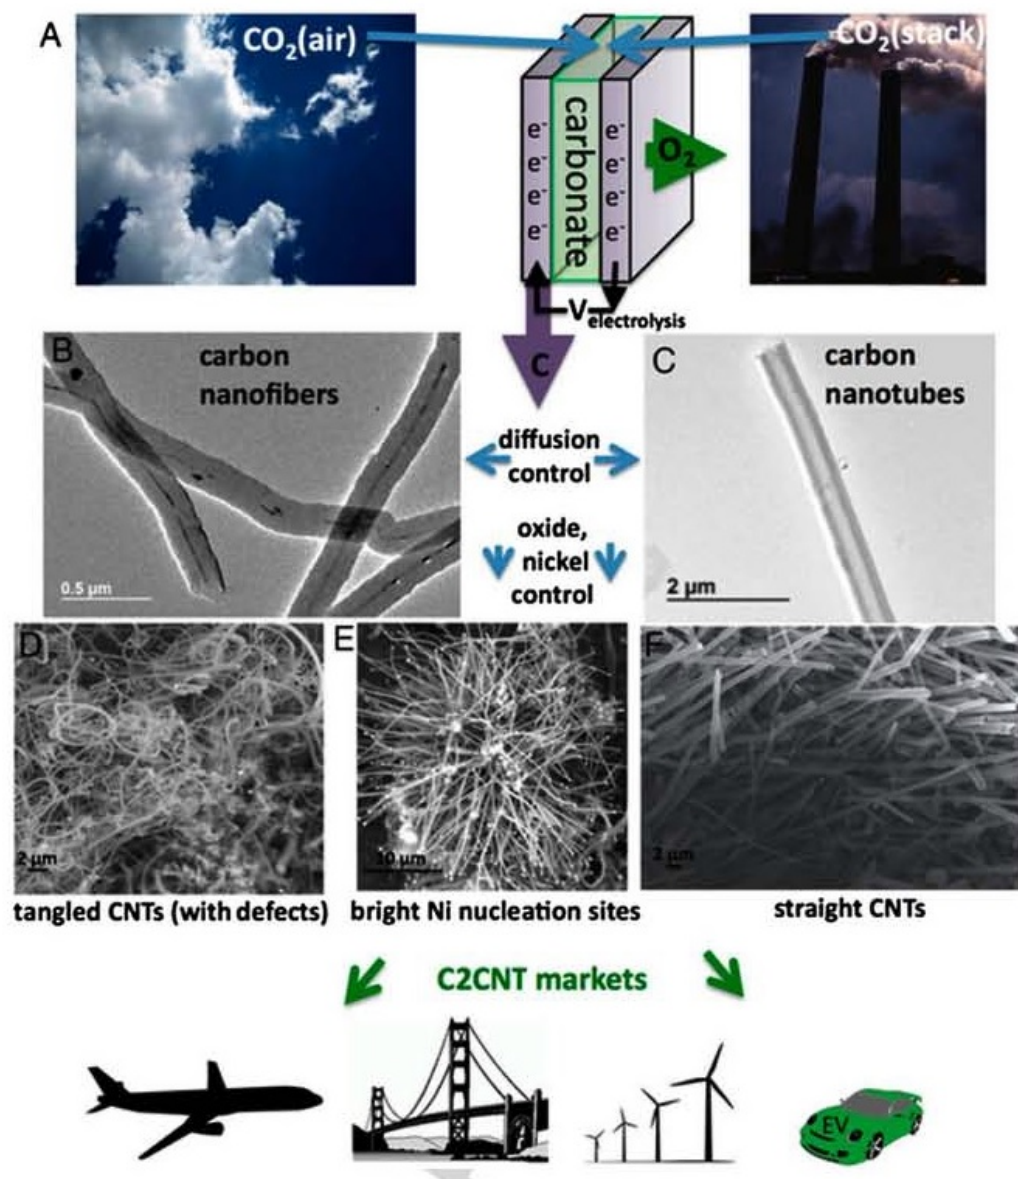 A
CO₂(air)
CO₂(stack)
e⁻
e⁻
e⁻
e⁻
carbonate
e⁻
e⁻
e⁻
e⁻
O₂
V electrolysis
C
B
carbon
nanofibers
0.5 µm
diffusion
control
oxide,
nickel
control
C
carbon
nanotubes
2 µm
D
2 µm
tangled CNTs (with defects)
E
10 µm
bright Ni nucleation sites
F
2 µm
straight CNTs
C2CNT markets
EV